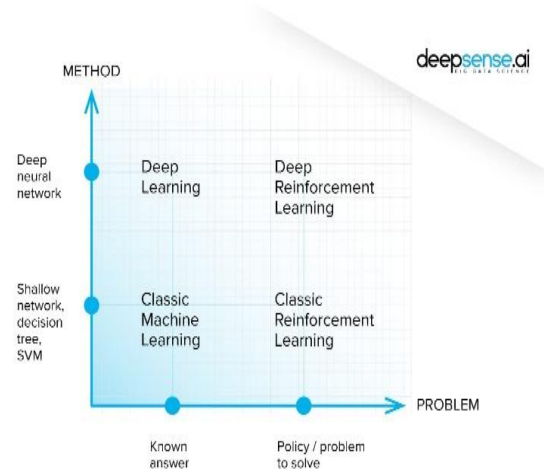 deepsense.ai
BIG DATA SCIENCE
METHOD
Deep
neural
network
Deep
Learning
Deep
Reinforcement
Learning
Shallow
network,
decision
tree,
SVM
Classic
Machine
Learning
Classic
Reinforcement
Learning
PROBLEM
Known
answer
Policy / problem
to solve